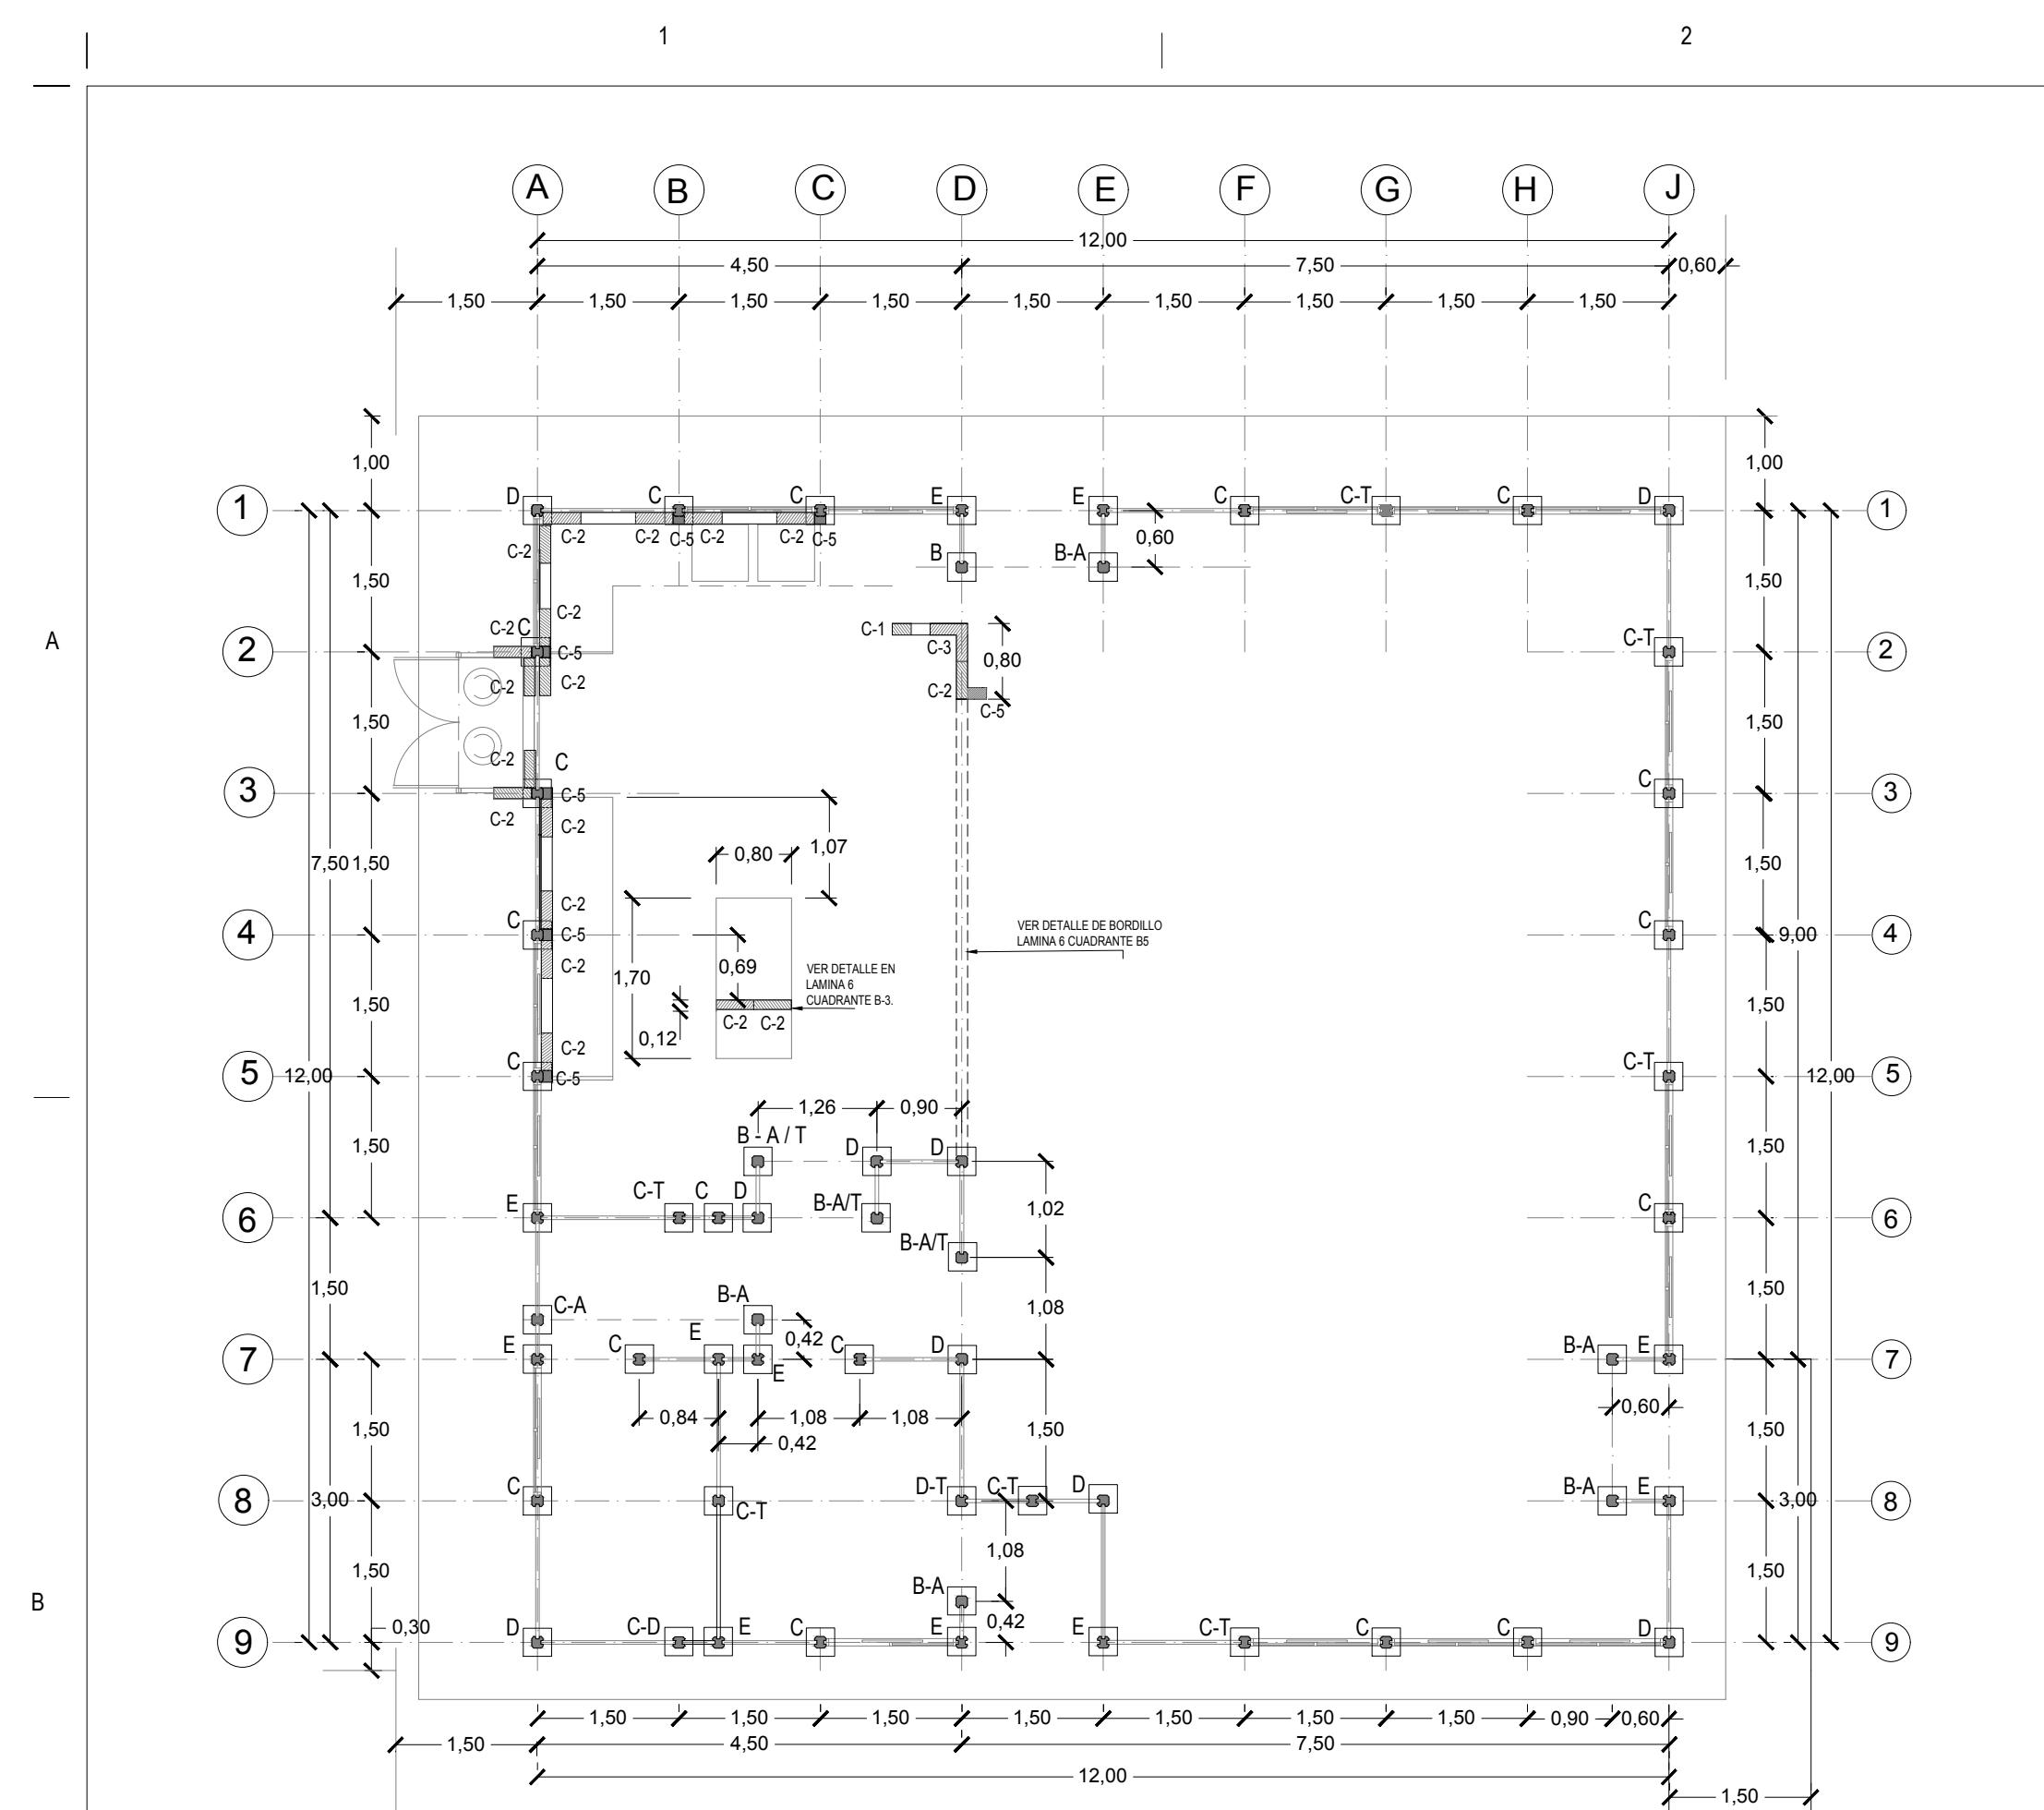 1 2
A B C D E F G H J
12,00
4,50 7,50 0,60
1,50 1,50 1,50 1,50 1,50 1,50 1,50 1,50 1,50
1,00 1,00
1 D C C E E C C-T C D 1
C-2 C-2 C-5 C-2 C-2 C-5 0,60
C-2 B B-A
1,50 1,50
C-2
A C-2 C C-1 C-T
2 C-5 C-3 0,80 2
C-2 C-2 C-2
C-5
1,50 1,50
C-2 C
3 C-5 C 3
C-2 C-2
7,50 1,50 0,80 1,07 1,50
C-2
C VER DETALLE DE BORDILLO C
4 C-5 LAMINA 6 CUADRANTE B5 9,00 4
C-2 1,70 0,69 VER DETALLE EN
LAMINA 6
1,50 CUADRANTE B-3. 1,50
C-2 C-2
0,12
C-2
C C-T
5 12,00 C-5 12,00 5
1,26 0,90
B - A / T
1,50 D D 1,50
C-T C D
E B-A/T 1,02 C
6 6
B-A/T
1,50 1,50
B-A 1,08
C-A
0,42
E C E C D B-A E
7 E 7
0,84 1,08 1,08 0,60
1,50 0,42 1,50 1,50
C D-T C-T D B-A E
8 3,00 C-T 3,00 8
1,08
1,50 1,50
B B-A
0,30 0,42
9 D C-D E C E E C-T C C D 9
1,50 1,50 1,50 1,50 1,50 1,50 1,50 0,90 0,60
1,50 4,50 7,50
12,00
1,50